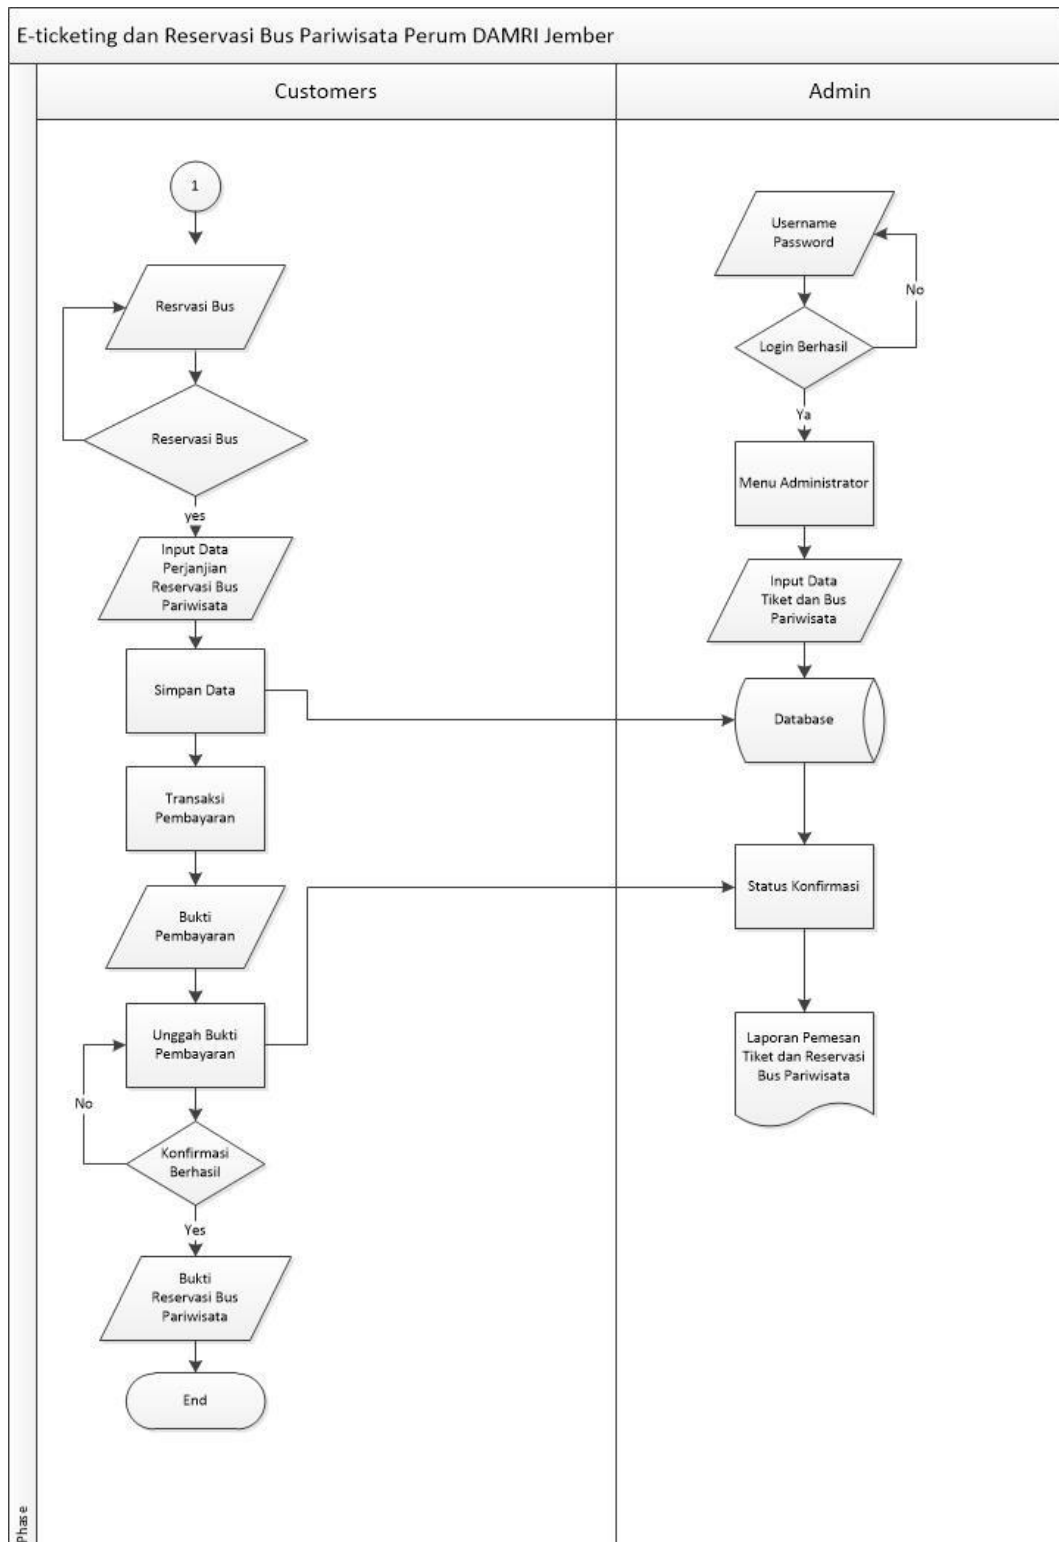 E-ticketing dan Reservasi Bus Pariwisata Perum DAMRI Jember
Customers
Admin
1
Resrvasi Bus
Reservasi Bus
yes
Input Data
Perjanjian
Reservasi Bus
Pariwisata
Simpan Data
Transaksi
Pembayaran
Bukti
Pembayaran
Unggah Bukti
Pembayaran
No
Konfirmasi
Berhasil
Yes
Bukti
Reservasi Bus
Pariwisata
End
Username
Password
No
Login Berhasil
Ya
Menu Administrator
Input Data
Tiket dan Bus
Pariwisata
Database
Status Konfirmasi
Laporan Pemesan
Tiket dan Reservasi
Bus Pariwisata
Phase